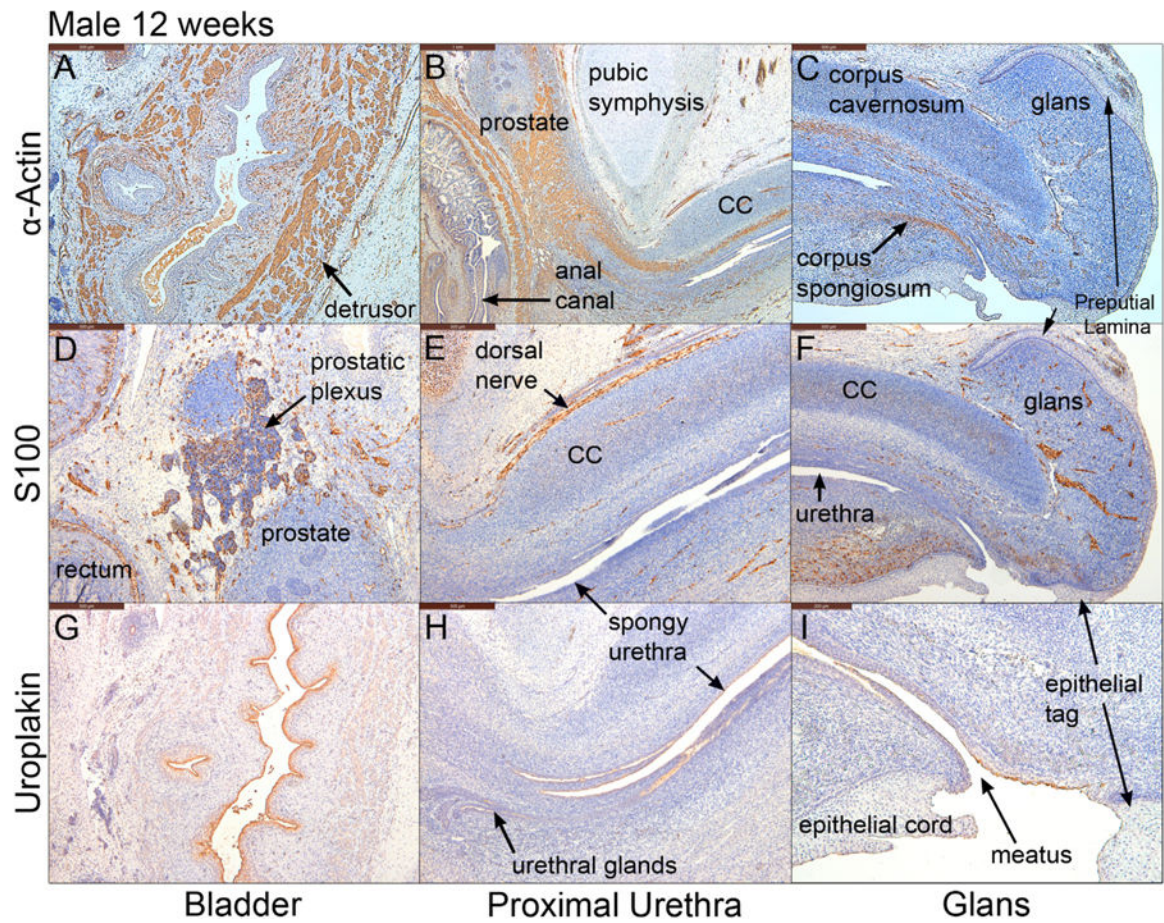 Male 12 weeks
α-Actin
A
detrusor
B
prostate
pubic
symphysis
CC
anal
canal
C
corpus
cavernosum
glans
corpus
spongiosum
Preputial
Lamina
S100
D
prostatic
plexus
prostate
rectum
E
dorsal
nerve
CC
F
CC
glans
urethra
Uroplakin
G
H
spongy
urethra
urethral glands
I
epithelial
tag
epithelial cord
meatus
Bladder
Proximal Urethra
Glans